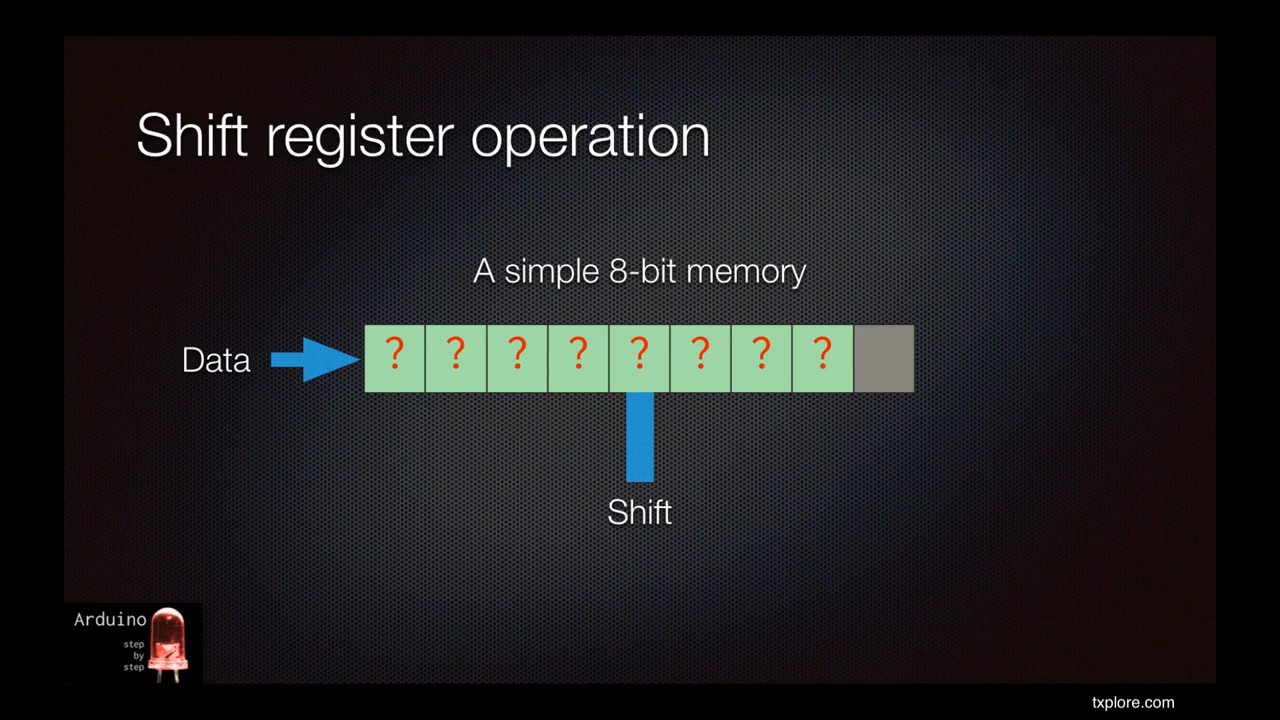 Shift register operation
A simple 8-bit memory
Data
? ? ? ? ? ? ? ?
Shift
Arduino
step
by
step
txplore.com